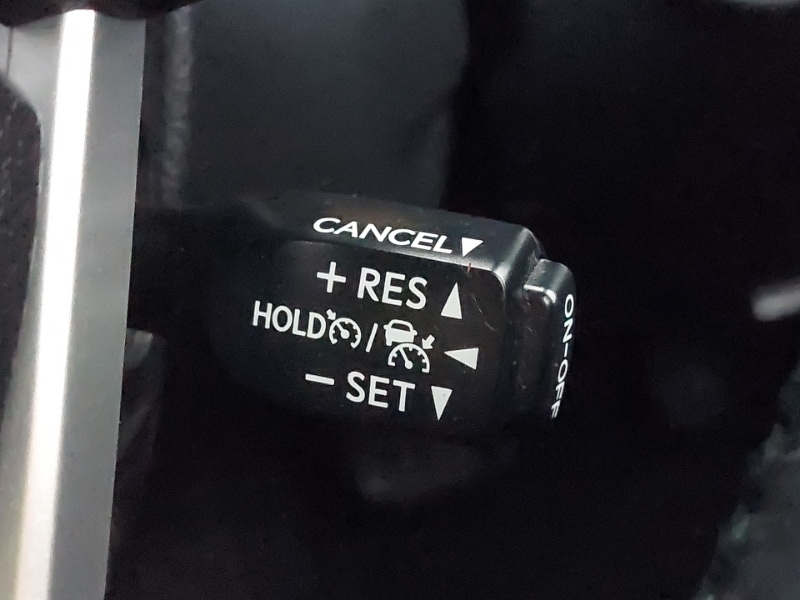 CANCEL▼
+ RES ▲
HOLD / ◀
- SET ▼
ON-OFF